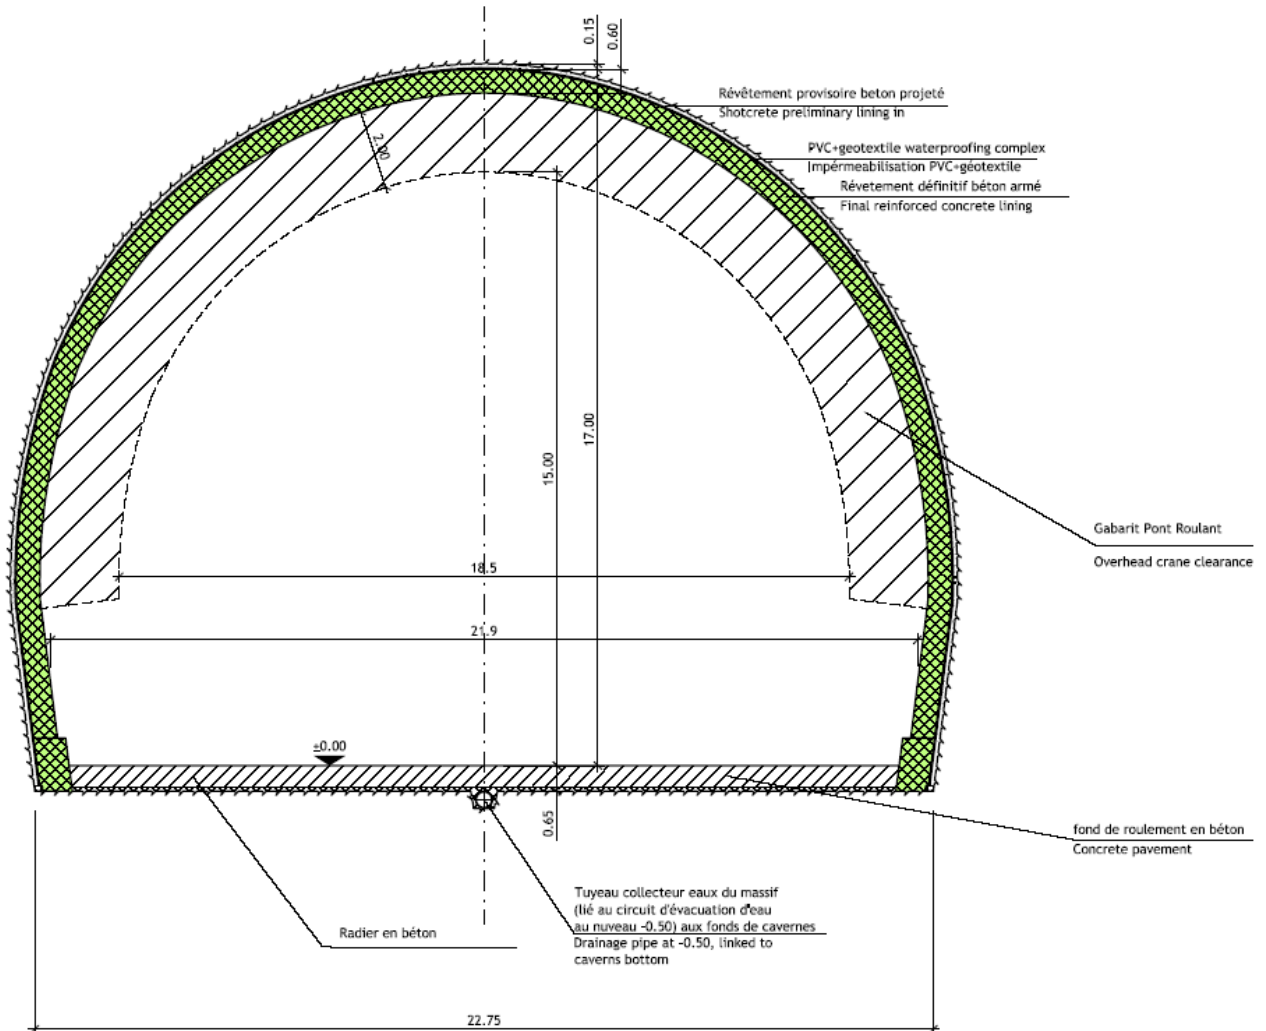 0.15
0.60
Révêtement provisoire beton projeté
Shotcrete preliminary lining in
PVC+geotextile waterproofing complex
Impérmeabilisation PVC+géotextile
Révetement définitif béton armé
Final reinforced concrete lining
2.00
17.00
15.00
Gabarit Pont Roulant
Overhead crane clearance
18.5
21.9
±0.00
0.65
fond de roulement en béton
Concrete pavement
Tuyeau collecteur eaux du massif
(lié au circuit d'évacuation d'eau
au nuveau -0.50) aux fonds de cavernes
Drainage pipe at -0.50, linked to
caverns bottom
Radier en béton
22.75